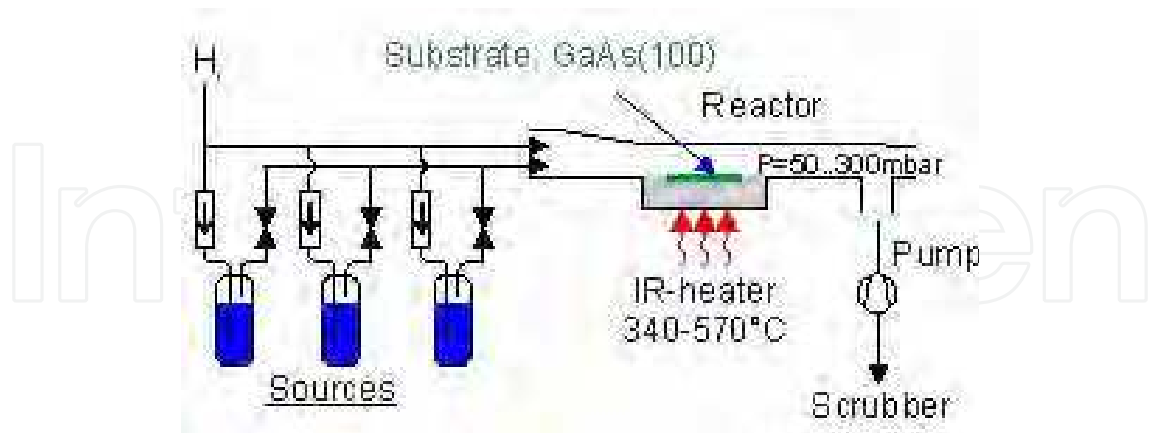 H
Substrate, GaAs(100)
Reactor
P=50..300mbar
Pump
IR-heater
340-570°C
Sources
Scrubber